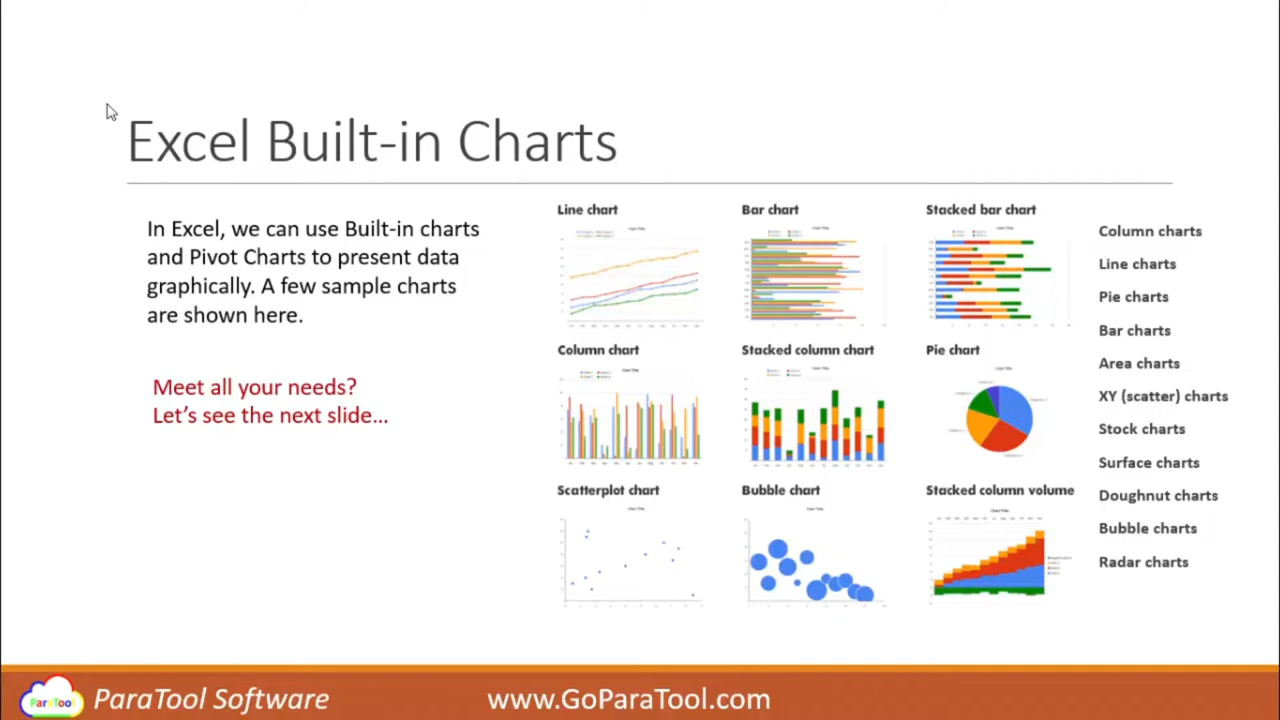 Excel Built-in Charts
In Excel, we can use Built-in charts
and Pivot Charts to present data
graphically. A few sample charts
are shown here.
Meet all your needs?
Let’s see the next slide…
Line chart
Bar chart
Stacked bar chart
Column chart
Stacked column chart
Pie chart
Scatterplot chart
Bubble chart
Stacked column volume
Column charts
Line charts
Pie charts
Bar charts
Area charts
XY (scatter) charts
Stock charts
Surface charts
Doughnut charts
Bubble charts
Radar charts
ParaTool
ParaTool Software
www.GoParaTool.com